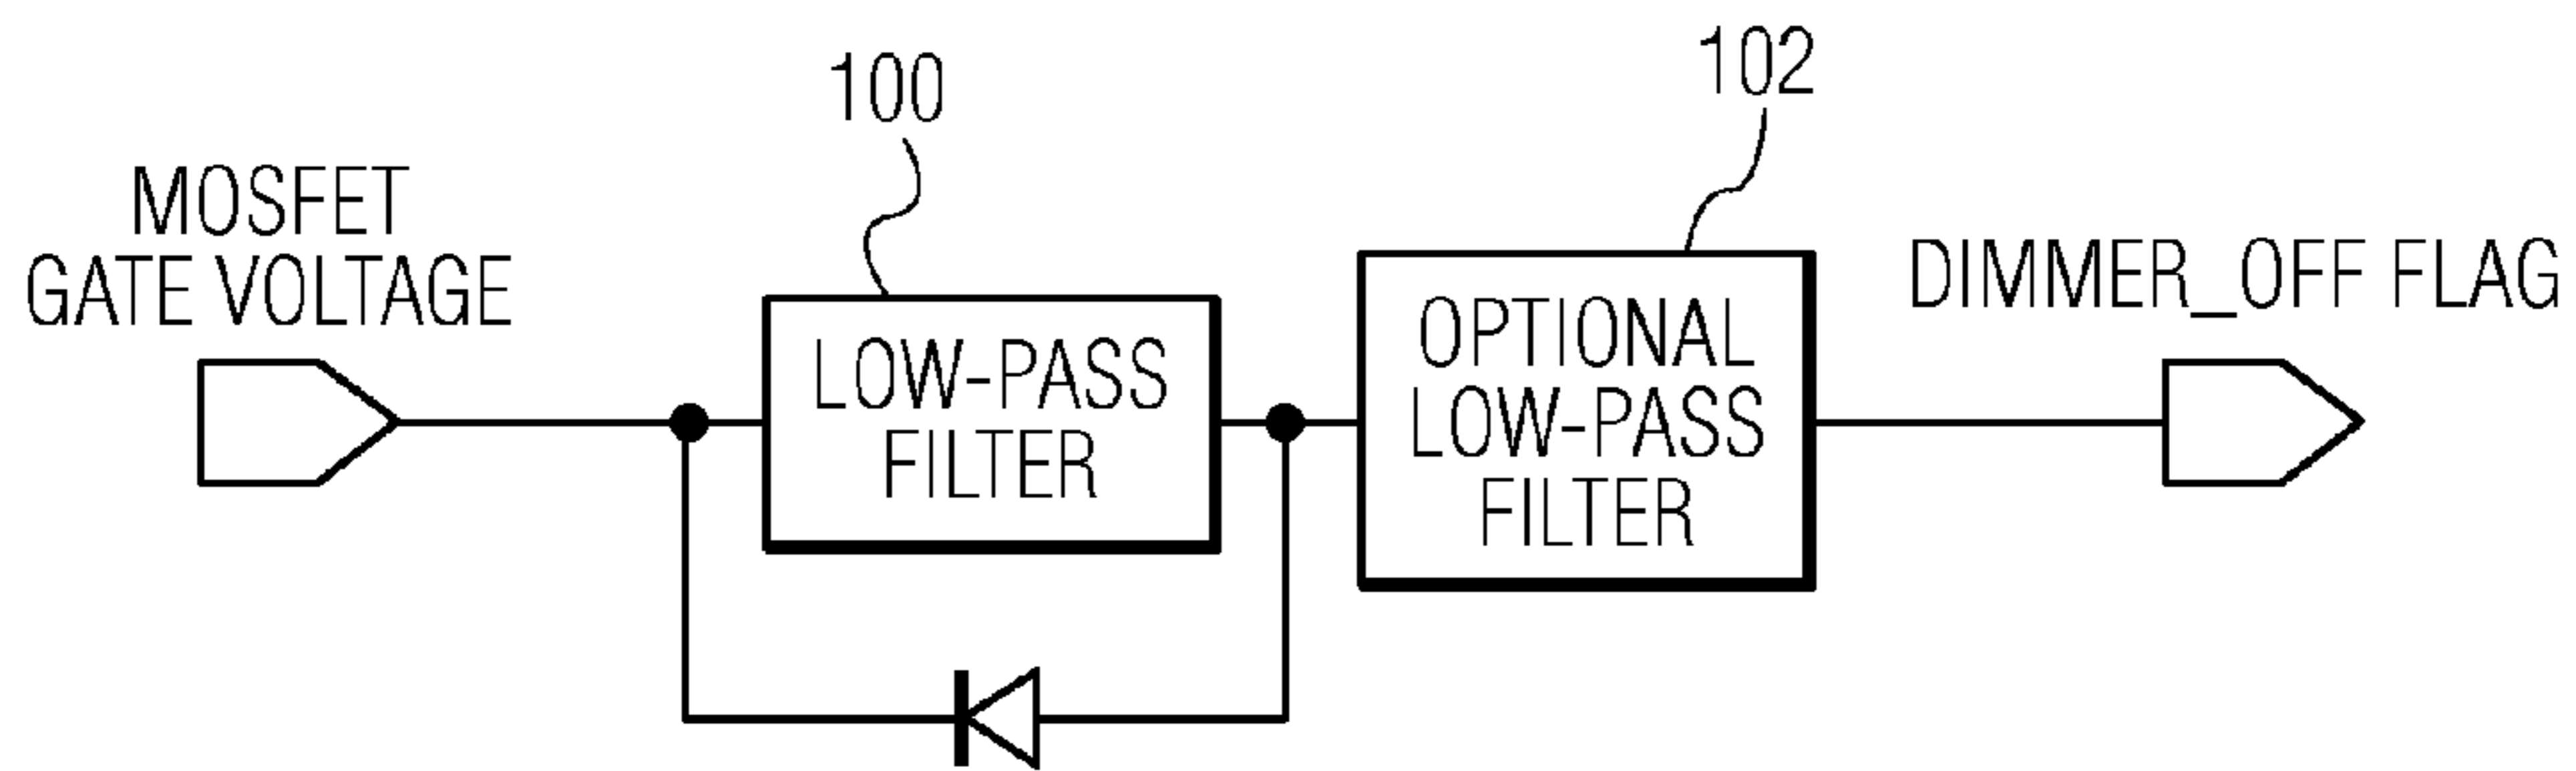 100
102
MOSFET
GATE VOLTAGE
LOW-PASS
FILTER
OPTIONAL
LOW-PASS
FILTER
DIMMER_OFF FLAG